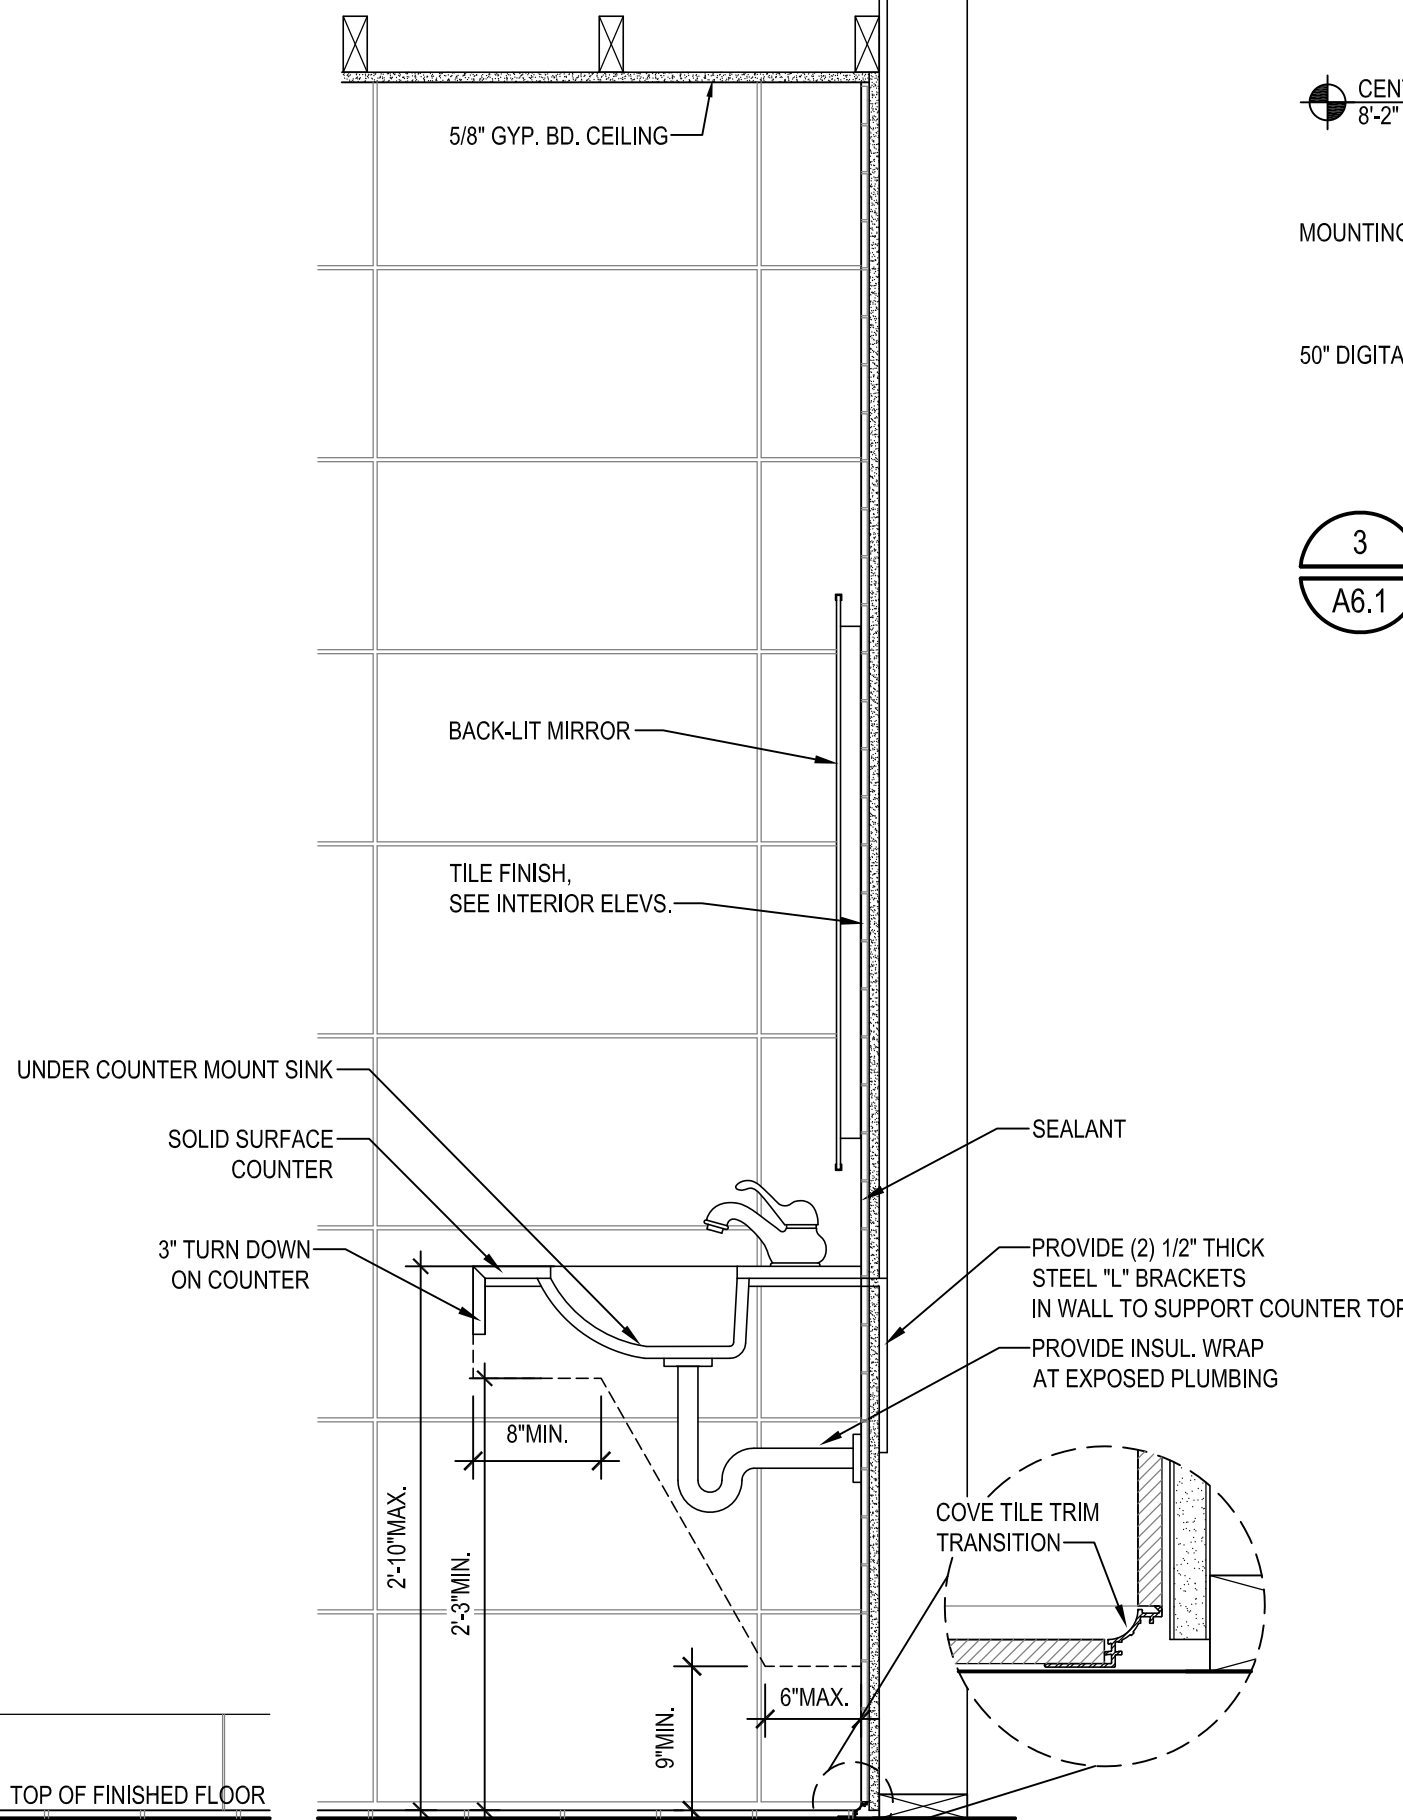 5/8" GYP. BD. CEILING
8'-2"
50" DIGITA
3
A6.1
BACK-LIT MIRROR
TILE FINISH,
SEE INTERIOR ELEVS.
UNDER COUNTER MOUNT SINK
SOLID SURFACE
COUNTER
3" TURN DOWN
ON COUNTER
SEALANT
PROVIDE (2) 1/2" THICK
STEEL "L" BRACKETS
IN WALL TO SUPPORT COUNTER TOP
PROVIDE INSUL. WRAP
AT EXPOSED PLUMBING
8"MIN.
2'-10"MAX.
2'-3"MIN.
COVE TILE TRIM
TRANSITION
6"MAX.
9"MIN.
TOP OF FINISHED FLOOR